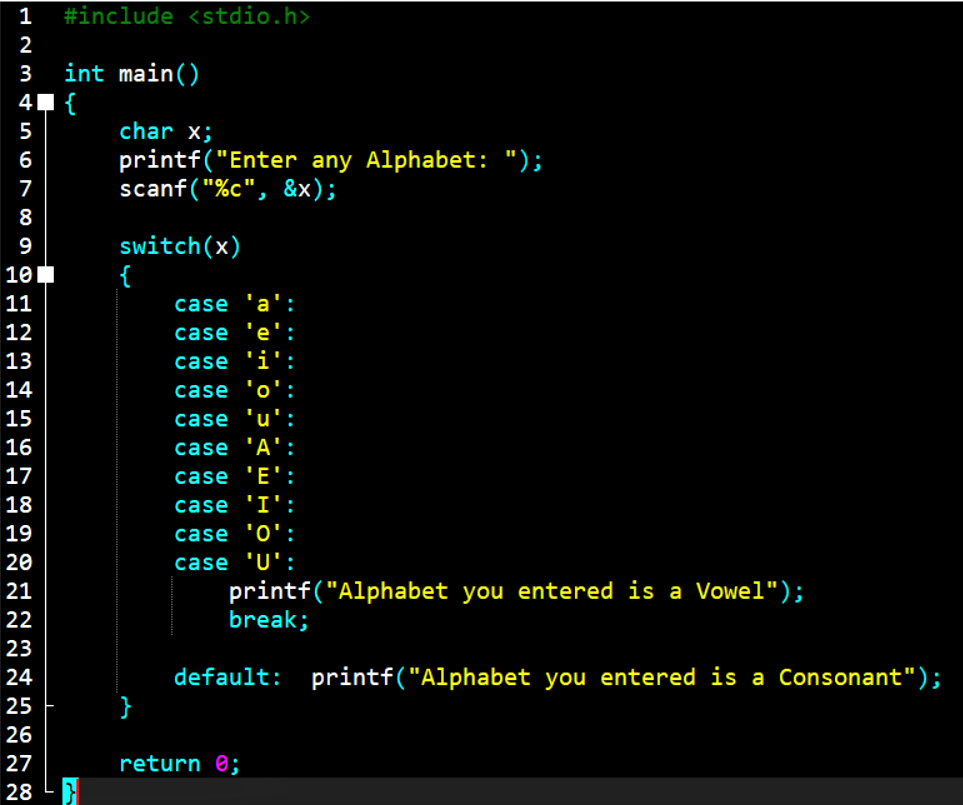 1 #include <stdio.h>
2
3 int main()
4 {
5     char x;
6     printf("Enter any Alphabet: ");
7     scanf("%c", &x);
8
9     switch(x)
10     {
11         case 'a':
12         case 'e':
13         case 'i':
14         case 'o':
15         case 'u':
16         case 'A':
17         case 'E':
18         case 'I':
19         case 'O':
20         case 'U':
21             printf("Alphabet you entered is a Vowel");
22             break;
23
24         default:  printf("Alphabet you entered is a Consonant");
25     }
26
27     return 0;
28 }